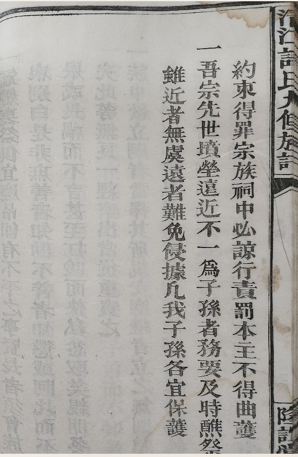 江許氏九修族譜
約束得罪宗族祠中必諒行責罰本主不得曲護
一吾宗先世墳塋遠近不一爲子孫者務要及時醮祭
雖近者無虞遠者難免侵據凡我子孫各宜保護